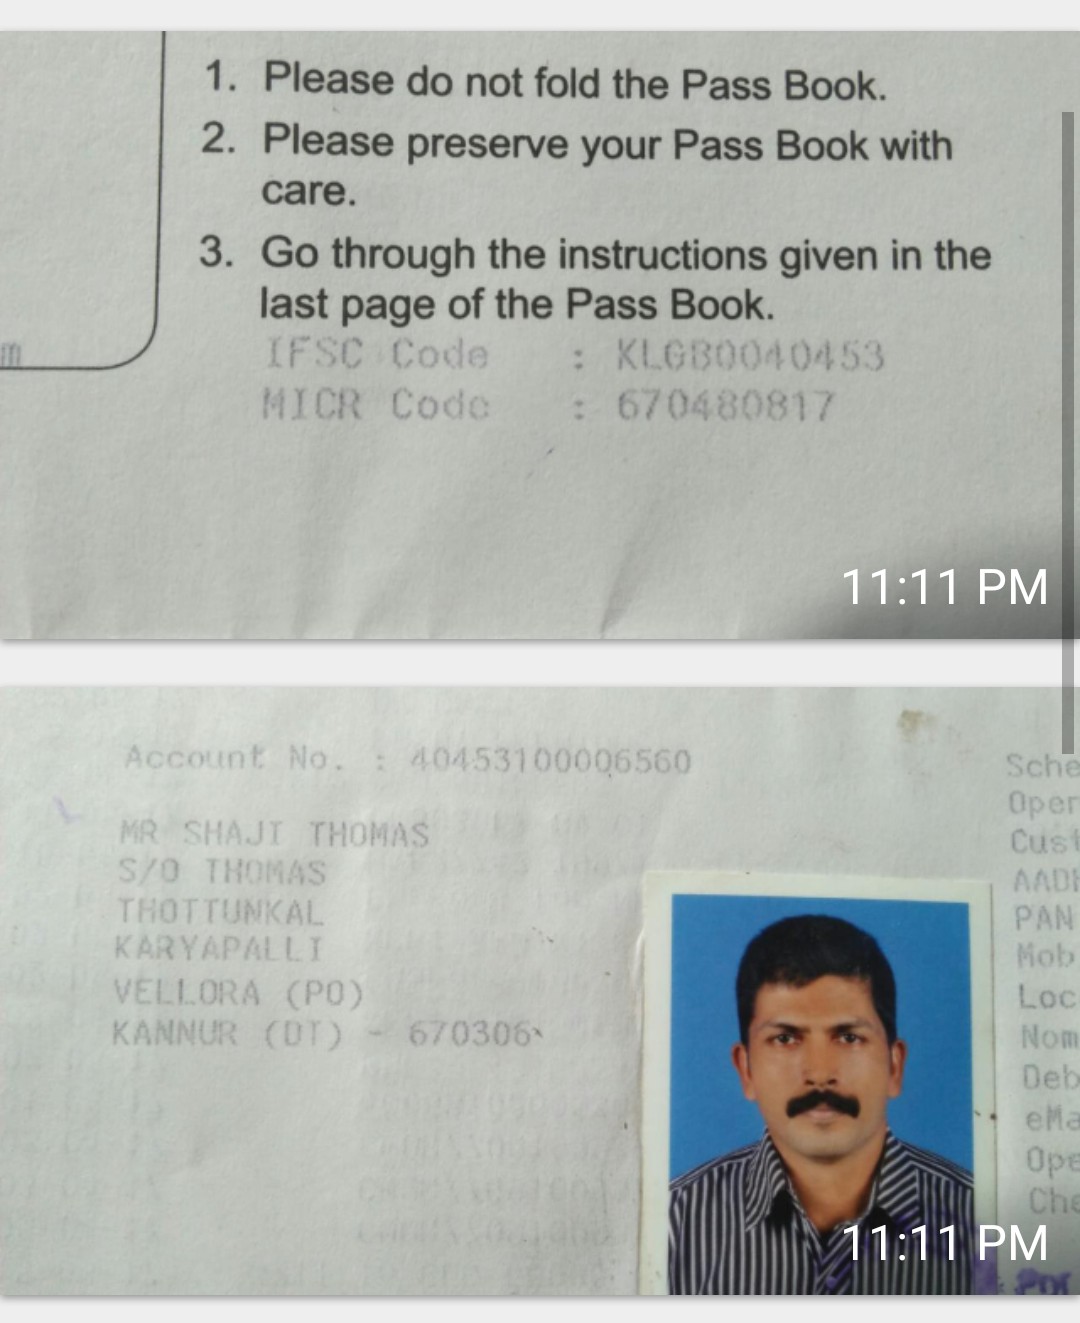 1. Please do not fold the Pass Book.
2. Please preserve your Pass Book with
care.
3. Go through the instructions given in the
last page of the Pass Book.
m
IFSC Code : KLGB0040453
MICR Code : 670480817
11:11 PM
Account No. : 40453100006560
MR SHAJI THOMAS
S/O THOMAS
THOTTUNKAL
KARYAPALLI
VELLORA (PO)
KANNUR (DT) - 670306
Sche
Oper
Cust
AADH
PAN
Mob
Loc
Nom
Deb
eMa
Ope
Che
11:11 PM
For